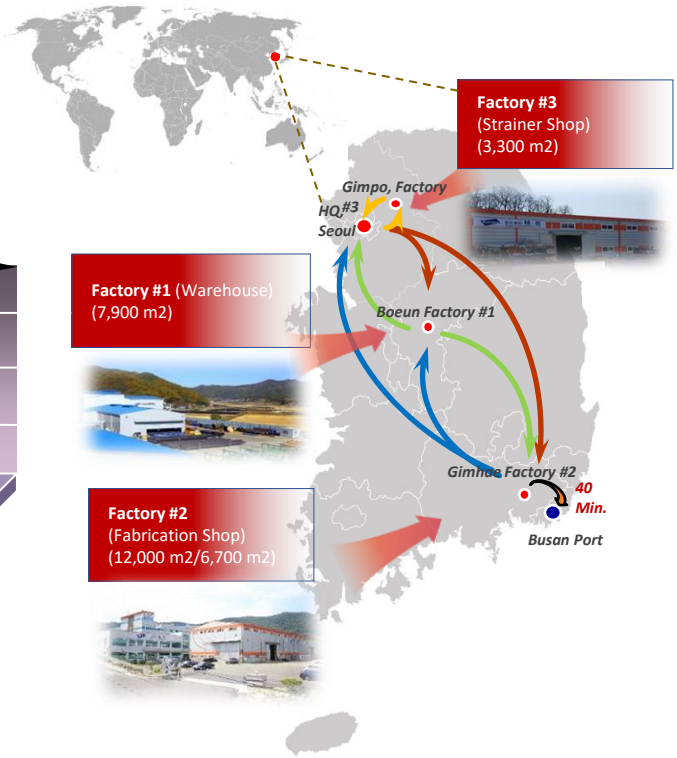 Factory #3
(Strainer Shop)
(3,300 m2)
Gimpo, Factory
#3
HQ,
Seoul
Factory #1 (Warehouse)
(7,900 m2)
Boeun Factory #1
Gimhae Factory #2
40
Min.
Busan Port
Factory #2
(Fabrication Shop)
(12,000 m2/6,700 m2)